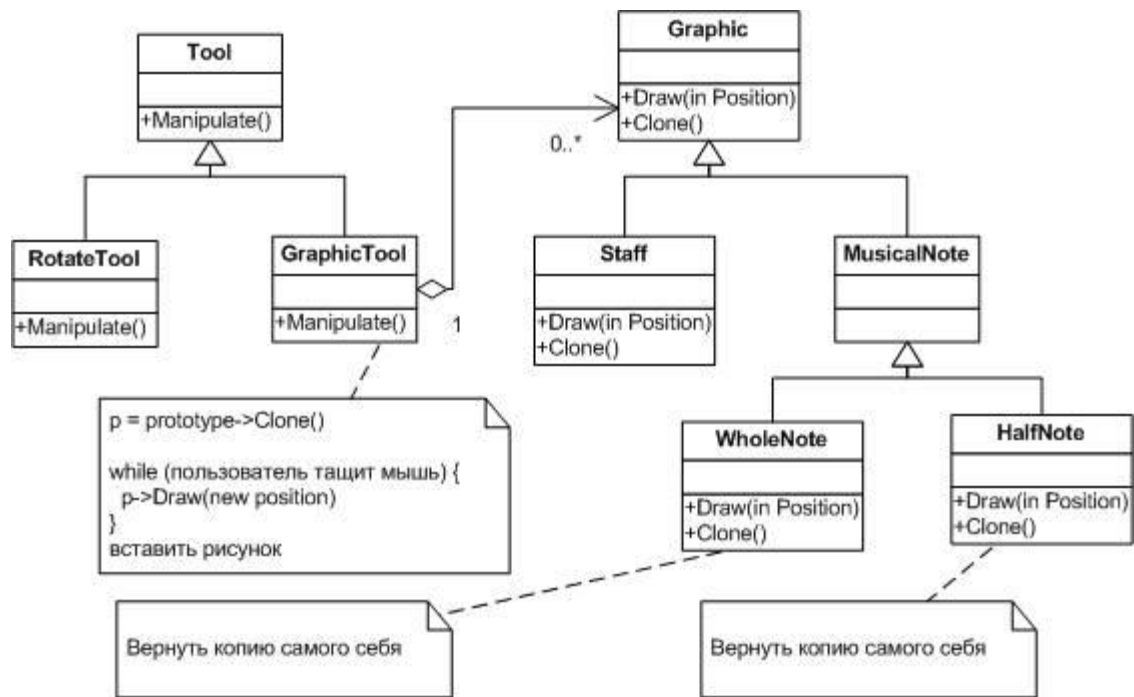 Tool
+Manipulate()
Graphic
+Draw(in Position)
+Clone()
0..*
RotateTool
+Manipulate()
GraphicTool
+Manipulate()
1
Staff
+Draw(in Position)
+Clone()
MusicalNote
p = prototype->Clone()
while (пользователь тащит мышь) {
p->Draw(new position)
}
вставить рисунок
WholeNote
+Draw(in Position)
+Clone()
HalfNote
+Draw(in Position)
+Clone()
Вернуть копию самого себя
Вернуть копию самого себя